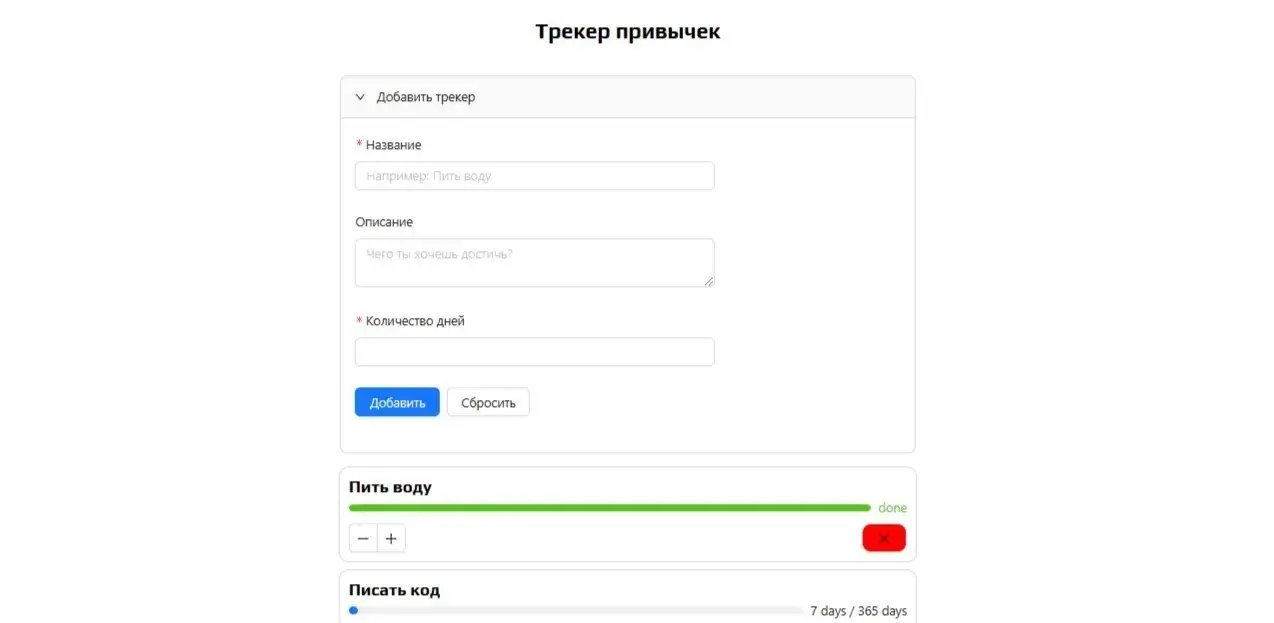 Трекер привычек
Добавить трекер
* Название
Например: Пить воду
Описание
Чего ты хочешь достичь?
* Количество дней
Добавить Сбросить
Пить воду
done
Писать код
7 days / 365 days